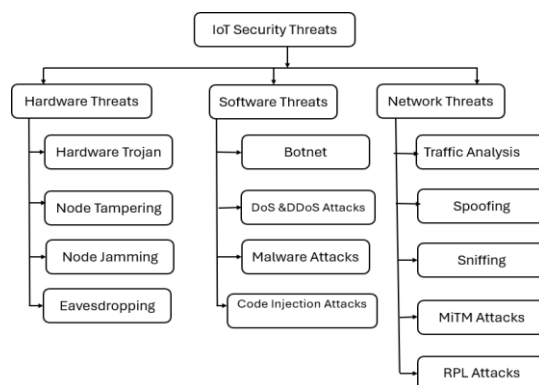 IoT Security Threats
Hardware Threats
Software Threats
Network Threats
Hardware Trojan
Node Tampering
Node Jamming
Eavesdropping
Botnet
DoS &DDoS Attacks
Malware Attacks
Code Injection Attacks
Traffic Analysis
Spoofing
Sniffing
MiTM Attacks
RPL Attacks